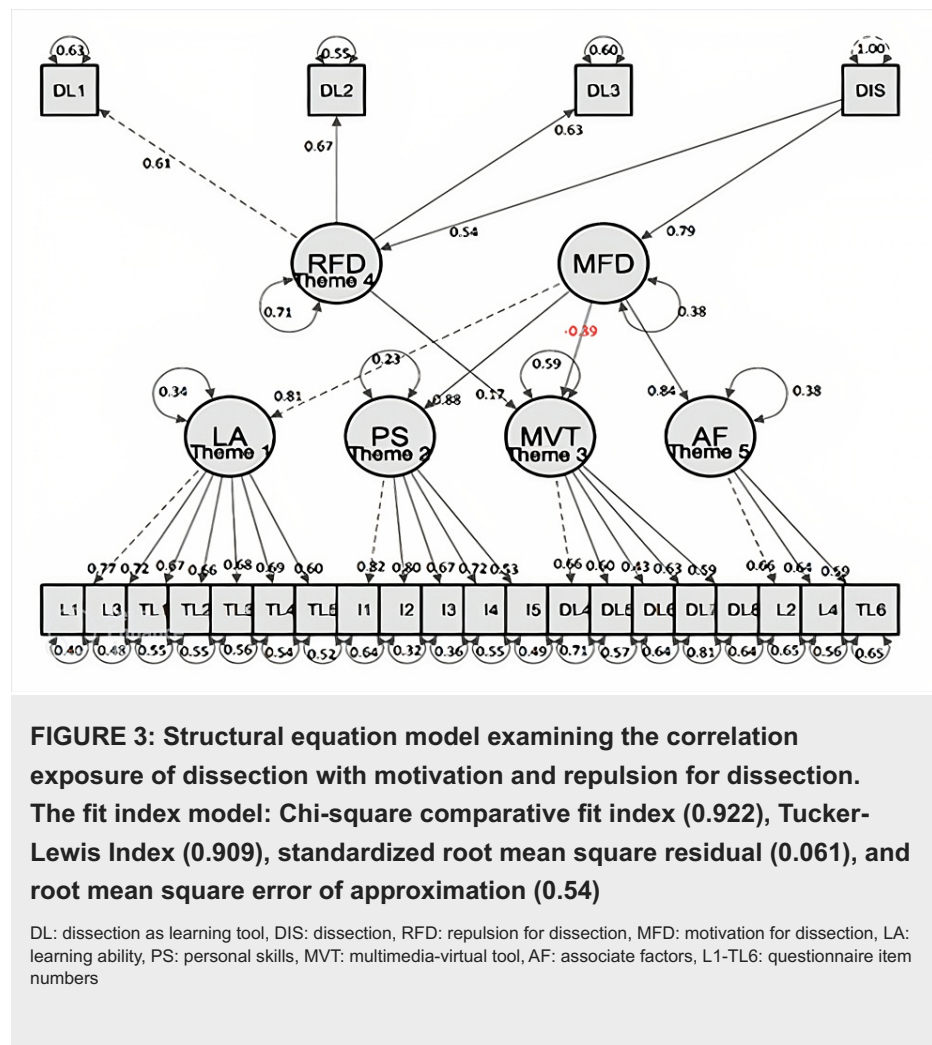 0.63 0.55 0.60 1.00
DL1 DL2 DL3 DIS
0.61 0.67 0.63
0.54 0.79
RFD MFD
Theme 4
0.71 -0.39 0.38
0.34 0.81 0.23 0.88 0.17 0.59 0.84 0.38
LA PS MVT AF
Theme 1 Theme 2 Theme 3 Theme 5
0.77 0.72 0.67 0.66 0.68 0.69 0.60 0.82 0.80 0.67 0.72 0.53 0.66 0.60 0.43 0.63 0.59 0.66 0.64 0.59
L1 L3 TL1 TL2 TL3 TL4 TL5 I1 I2 I3 I4 I5 DL4 DL5 DL6 DL7 DL8 L2 L4 TL6
0.40 0.48 0.55 0.55 0.56 0.54 0.52 0.64 0.32 0.36 0.55 0.49 0.71 0.57 0.64 0.81 0.64 0.65 0.56 0.65
FIGURE 3: Structural equation model examining the correlation
exposure of dissection with motivation and repulsion for dissection.
The fit index model: Chi-square comparative fit index (0.922), Tucker-
Lewis Index (0.909), standardized root mean square residual (0.061), and
root mean square error of approximation (0.54)
DL: dissection as learning tool, DIS: dissection, RFD: repulsion for dissection, MFD: motivation for dissection, LA:
learning ability, PS: personal skills, MVT: multimedia-virtual tool, AF: associate factors, L1-TL6: questionnaire item
numbers